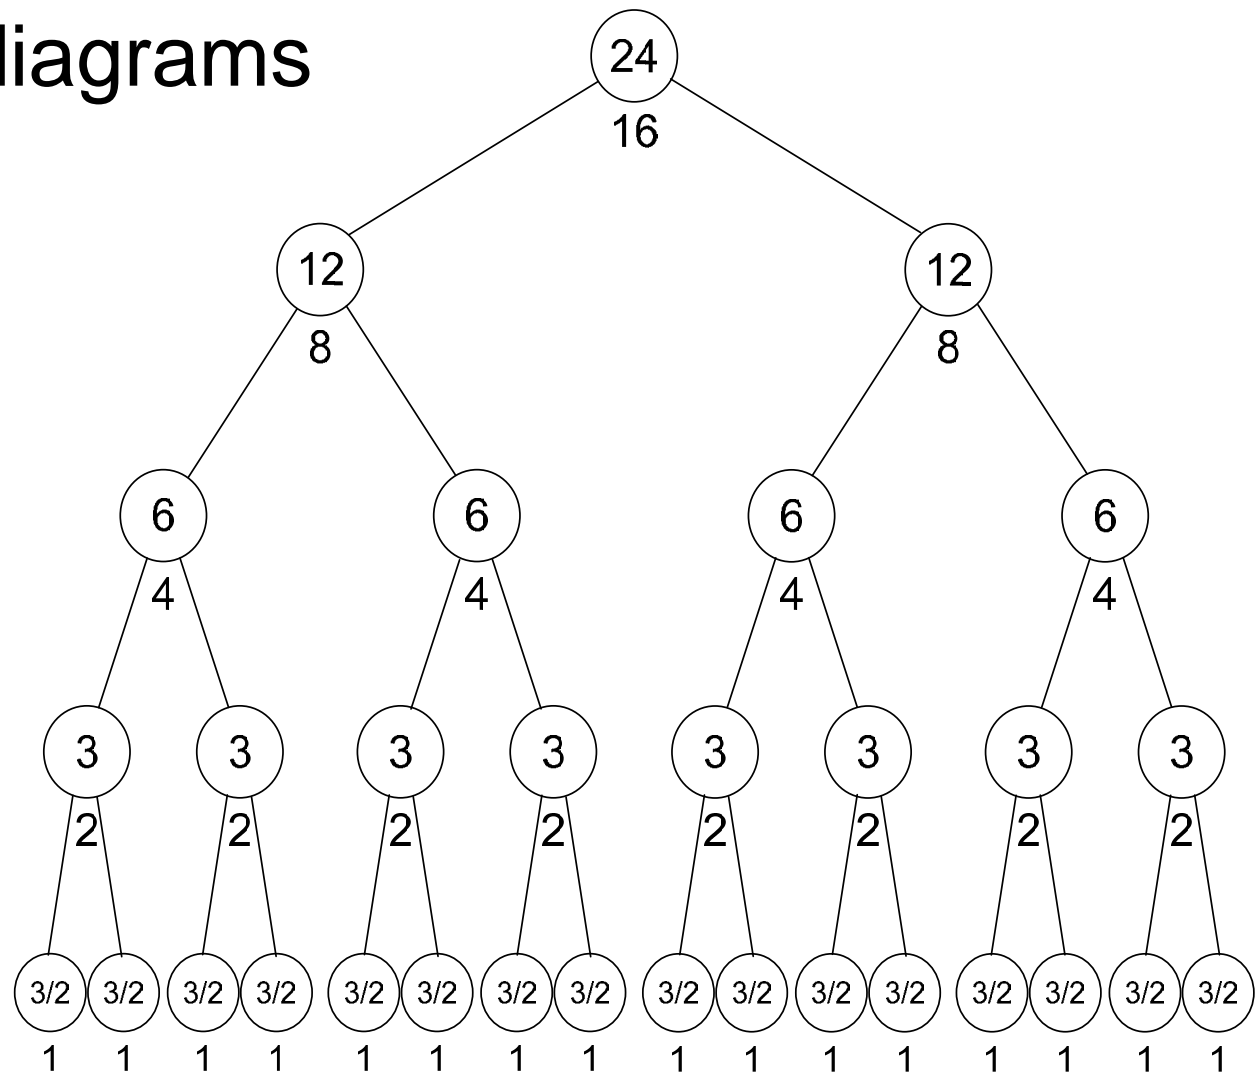 diagrams
24
16
12 12
8 8
6 6 6 6
4 4 4 4
3 3 3 3 3 3 3 3
2 2 2 2 2 2 2 2
3/2 3/2 3/2 3/2 3/2 3/2 3/2 3/2 3/2 3/2 3/2 3/2 3/2 3/2 3/2 3/2
1 1 1 1 1 1 1 1 1 1 1 1 1 1 1 1